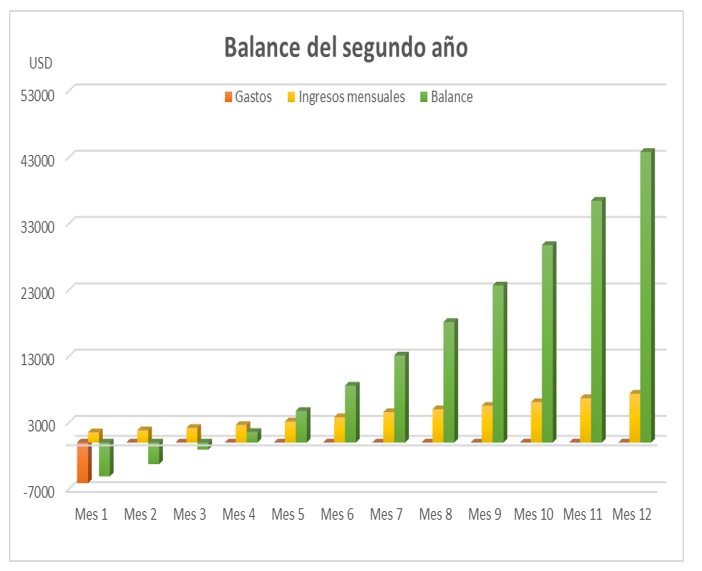 Balance del segundo año
USD
Gastos Ingresos mensuales Balance
53000
43000
33000
23000
13000
3000
-7000
Mes 1 Mes 2 Mes 3 Mes 4 Mes 5 Mes 6 Mes 7 Mes 8 Mes 9 Mes 10 Mes 11 Mes 12